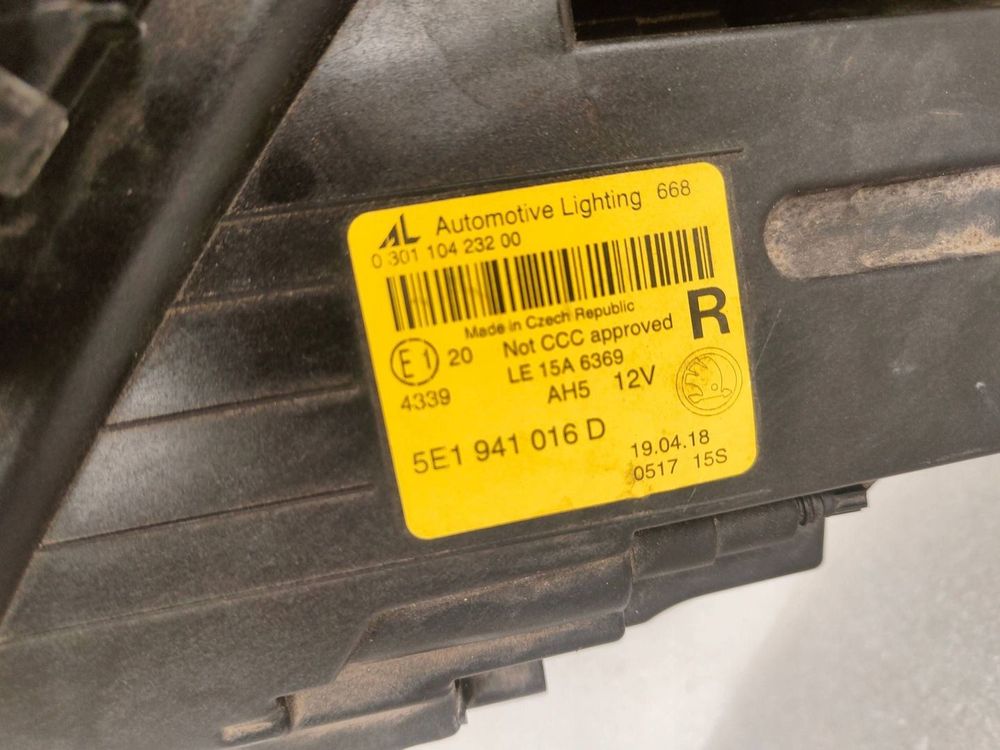 AL Automotive Lighting 668
0 301 104 232 00
Made in Czech Republic
Not CCC approved R
E1 20 LE 15A 6369
4339 AH5 12V
5E1 941 016 D
19.04.18
0517 15S